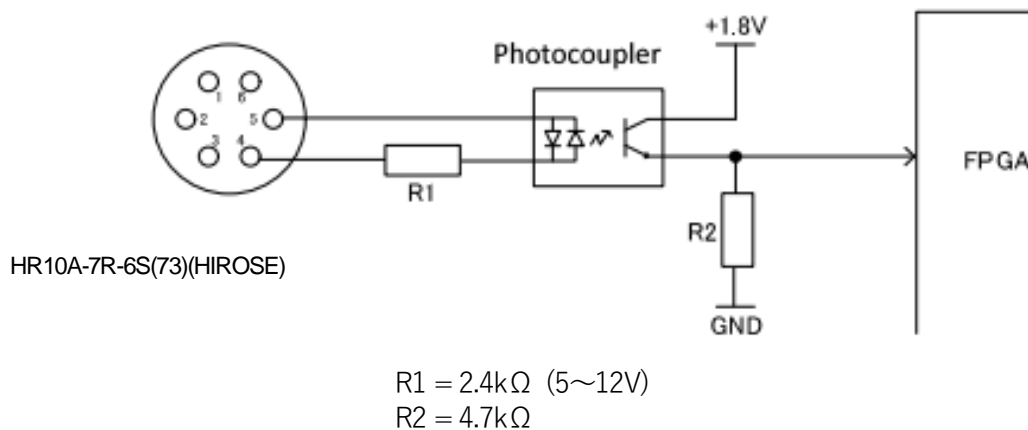 +1.8V
Photocoupler
1 6
2 5
3 4
R1
FPGA
R2
HR10A-7R-6S(73)(HIROSE)
GND
R1 = 2.4kΩ (5～12V)
R2 = 4.7kΩ